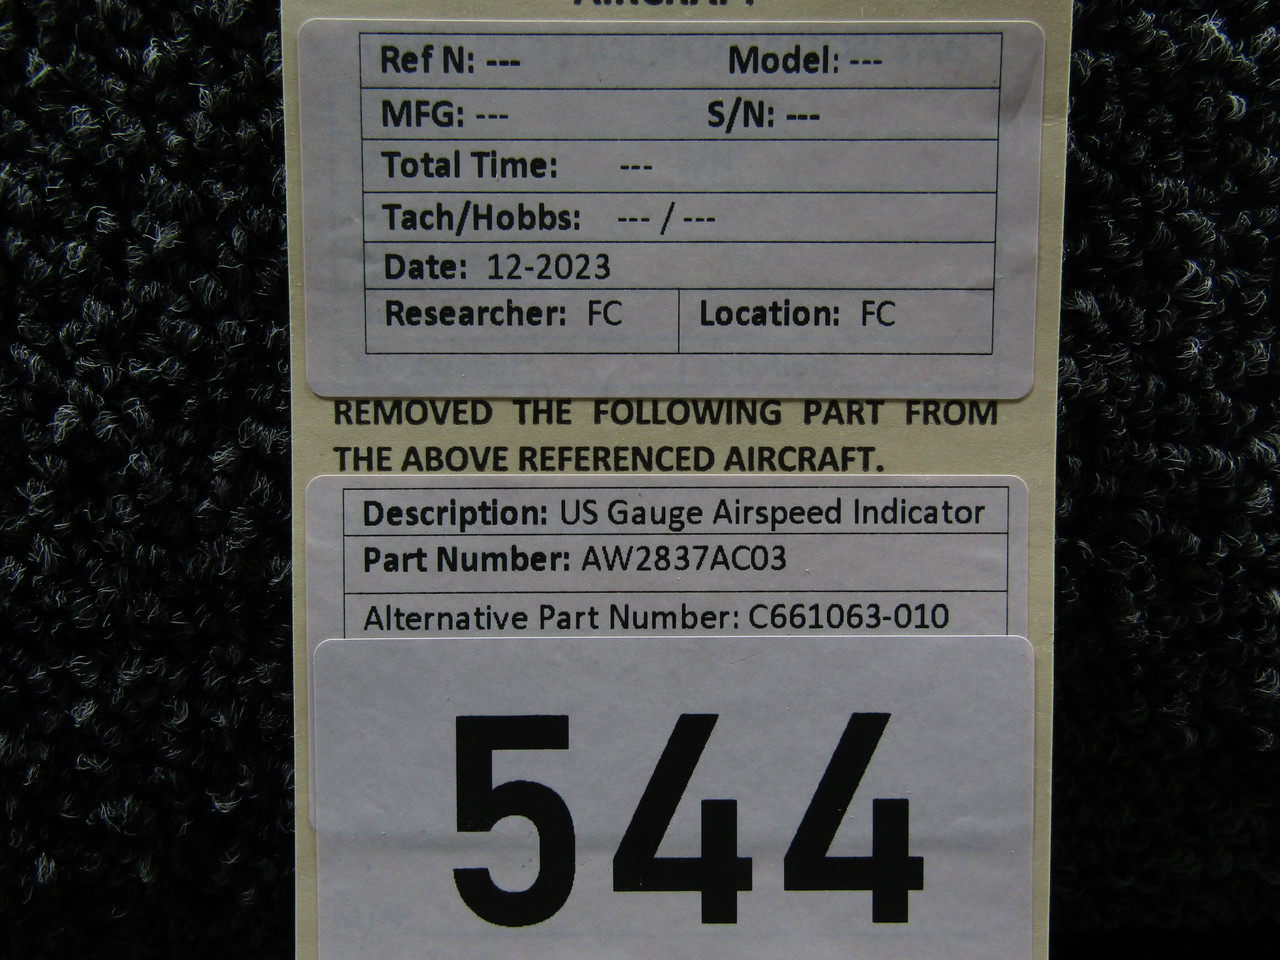 AIRCRAFT
Ref N: --- Model: ---
MFG: --- S/N: ---
Total Time: ---
Tach/Hobbs: --- / ---
Date: 12-2023
Researcher: FC Location: FC
REMOVED THE FOLLOWING PART FROM
THE ABOVE REFERENCED AIRCRAFT.
Description: US Gauge Airspeed Indicator
Part Number: AW2837AC03
Alternative Part Number: C661063-010
544